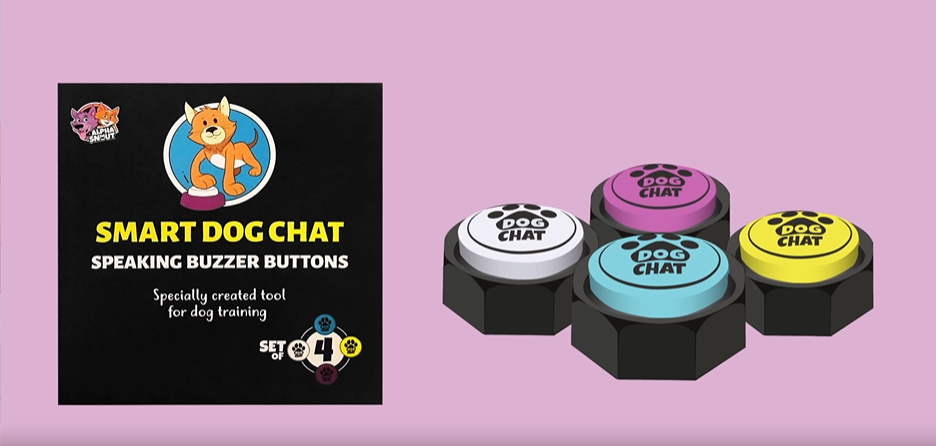 ALPHA
SNOUT
SMART DOG CHAT
SPEAKING BUZZER BUTTONS
Specially created tool
for dog training
SET
OF
4
DOG
CHAT
DOG
CHAT
DOG
CHAT
DOG
CHAT